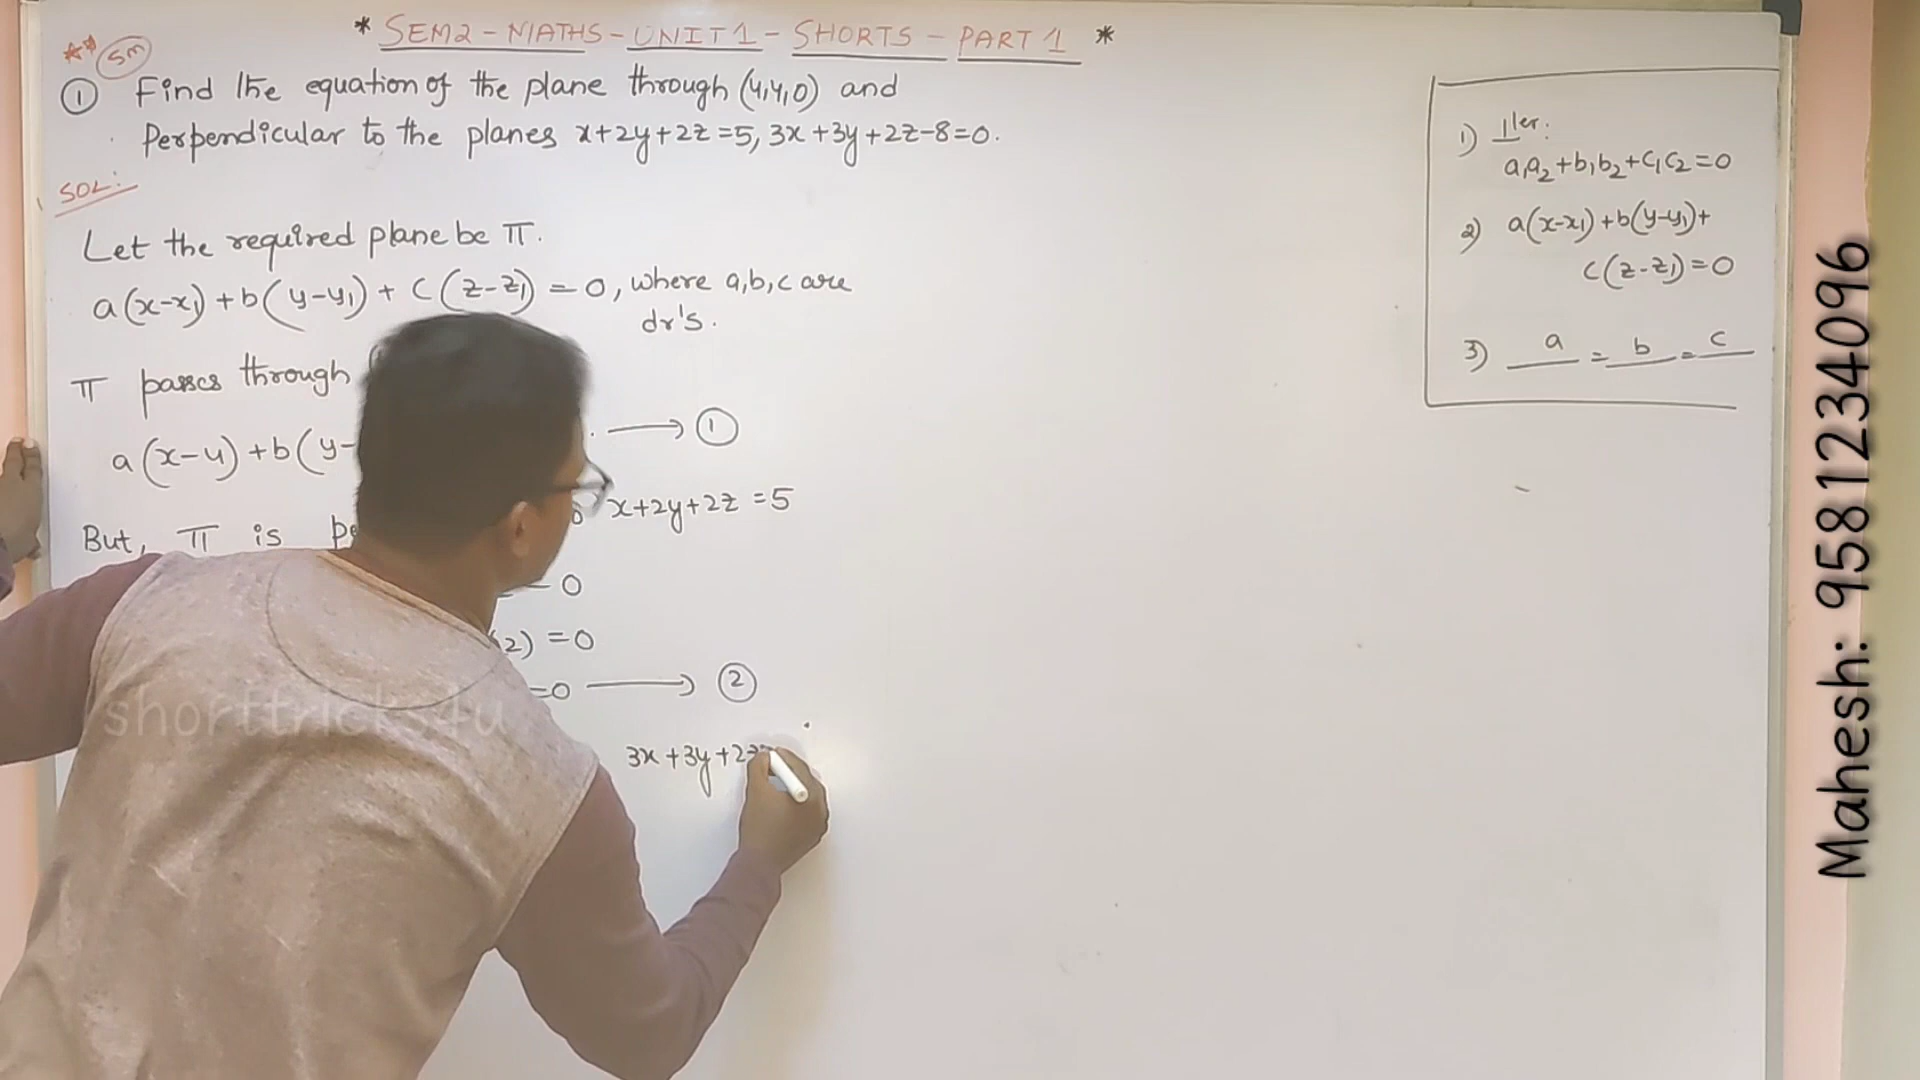 * SEM2 - MATHS - UNIT 1 - SHORTS - PART 1 *
** 5M
① Find the equation of the plane through (4,4,0) and
Perpendicular to the planes x+2y+2z=5, 3x+3y+2z-8=0.
SOL:
Let the required plane be π.
a(x-x₁)+b(y-y₁)+c(z-z₁)=0, where a,b,c are
dr's.
π passes through
a(x-4)+b(y- → ①
But, π is x+2y+2z=5
0
2)=0
=0 → ②
3x+3y+2z
1) ⊥ler:
a₁a₂+b₁b₂+c₁c₂=0
2) a(x-x₁)+b(y-y₁)+
c(z-z₁)=0
3) a = b = c
shorttricks4u
Mahesh: 9581234096